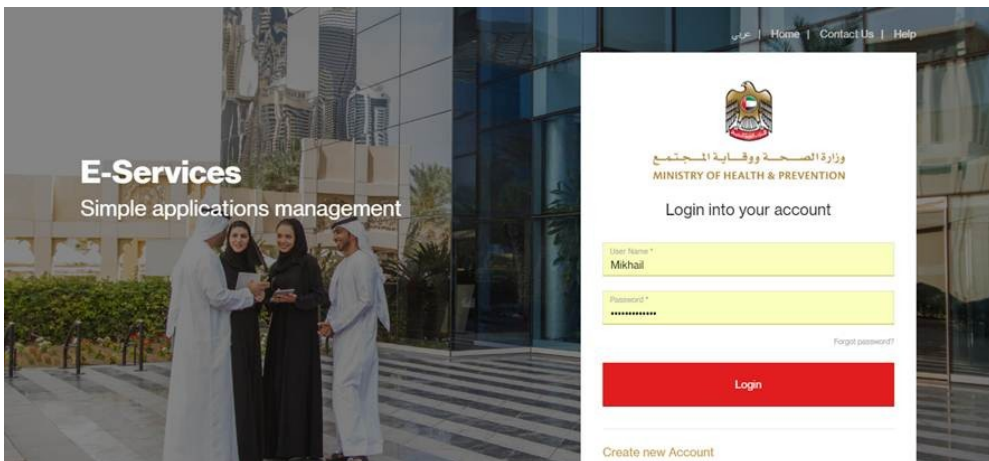 عربي | Home | Contact Us | Help
E-Services
Simple applications management
وزارة الصحة ووقاية المجتمع
MINISTRY OF HEALTH & PREVENTION
Login into your account
User Name *
Mikhail
Password *
•••••••••••••
Forgot password?
Login
Create new Account